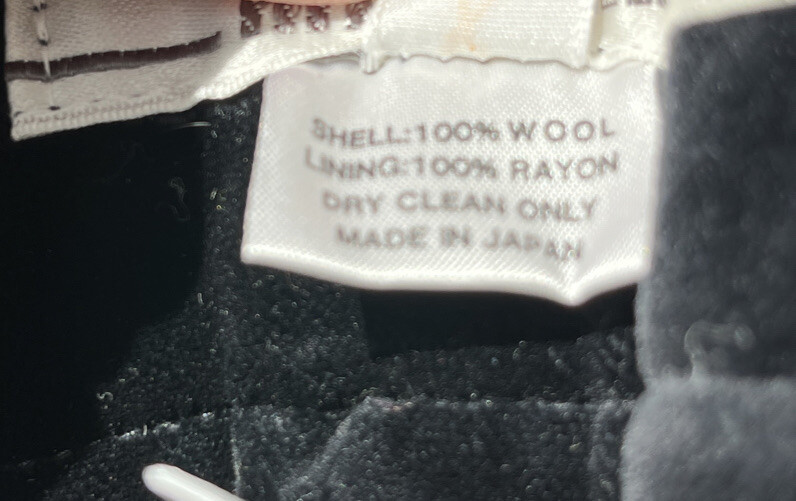 SHELL:100% WOOL
LINING:100% RAYON
DRY CLEAN ONLY
MADE IN JAPAN